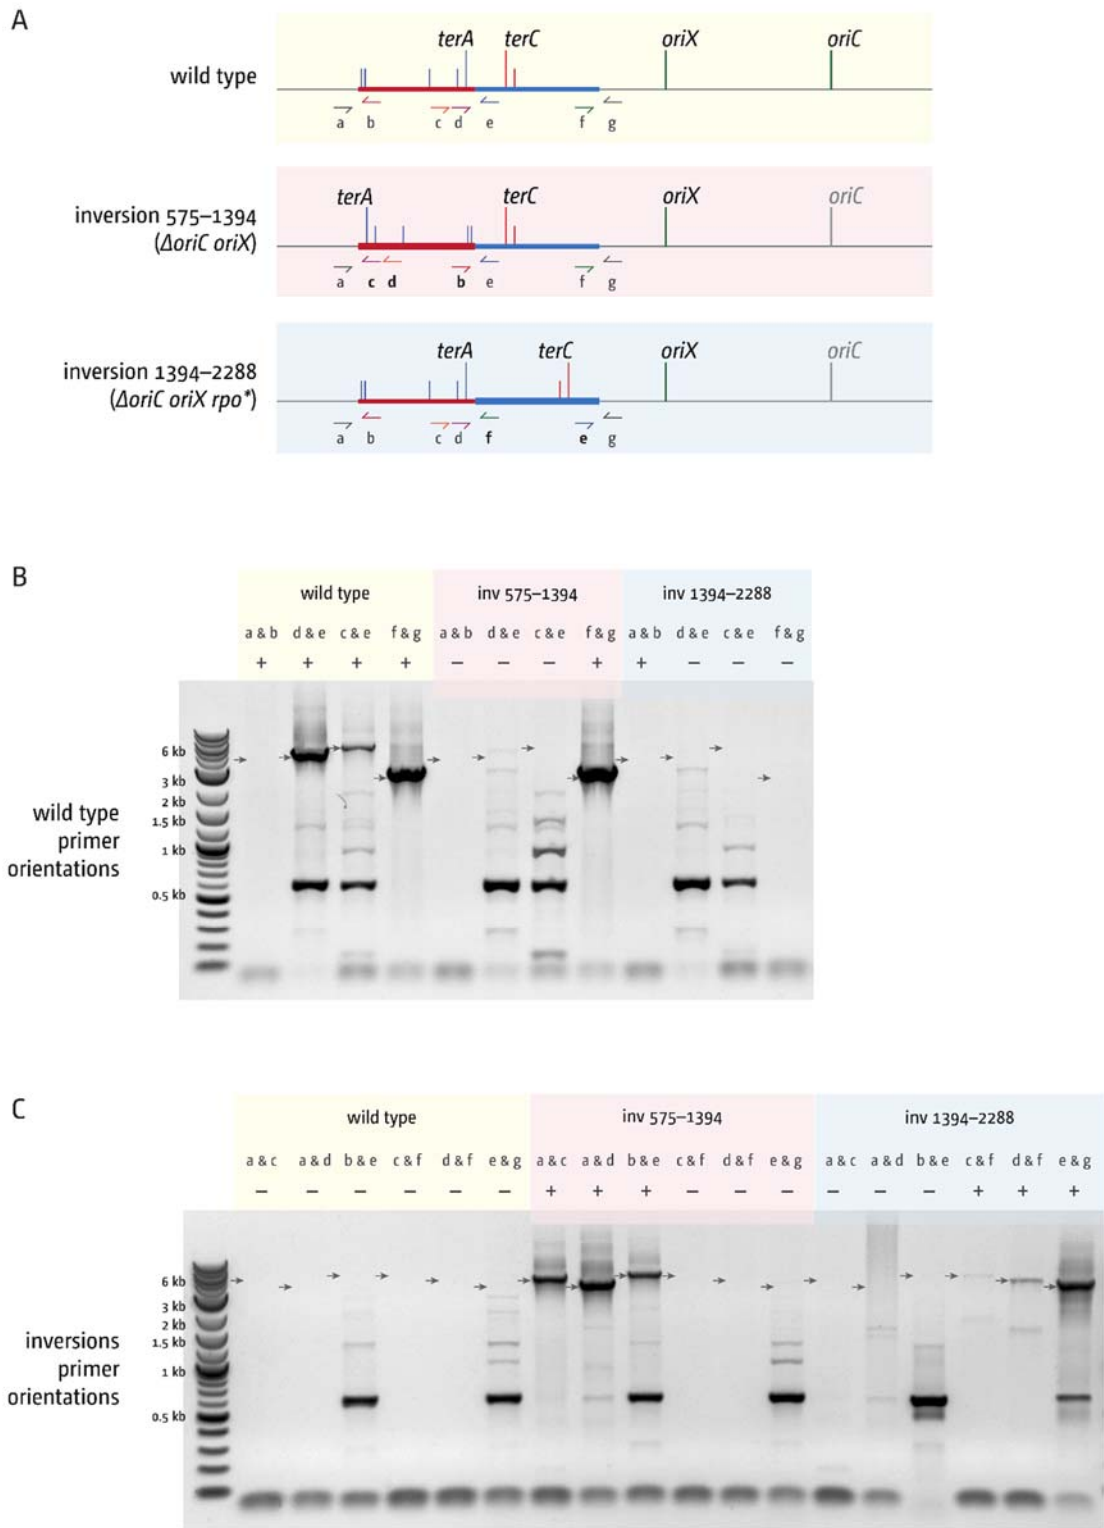 A
terA terC oriX oriC
wild type
a b c d e f g
terA terC oriX oriC
inversion 575–1394
(ΔoriC oriX)
a c d b e f g
terA terC oriX oriC
inversion 1394–2288
(ΔoriC oriX rpo*)
a b c d f e g
B
wild type inv 575–1394 inv 1394–2288
a & b d & e c & e f & g a & b d & e c & e f & g a & b d & e c & e f & g
+ + + + – – – + + – – –
6 kb
3 kb
2 kb
1.5 kb
1 kb
0.5 kb
wild type
primer
orientations
C
wild type inv 575–1394 inv 1394–2288
a & c a & d b & e c & f d & f e & g a & c a & d b & e c & f d & f e & g a & c a & d b & e c & f d & f e & g
– – – – – – + + + – – – – – – + + +
6 kb
3 kb
2 kb
1.5 kb
1 kb
0.5 kb
inversions
primer
orientations